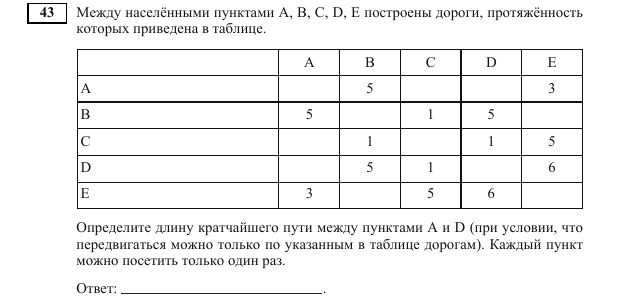 43 Между населёнными пунктами A, B, C, D, E построены дороги, протяжённость
которых приведена в таблице.
A B C D E
A 5 3
B 5 1 5
C 1 1 5
D 5 1 6
E 3 5 6
Определите длину кратчайшего пути между пунктами A и D (при условии, что
передвигаться можно только по указанным в таблице дорогам). Каждый пункт
можно посетить только один раз.
Ответ: ______________________________.